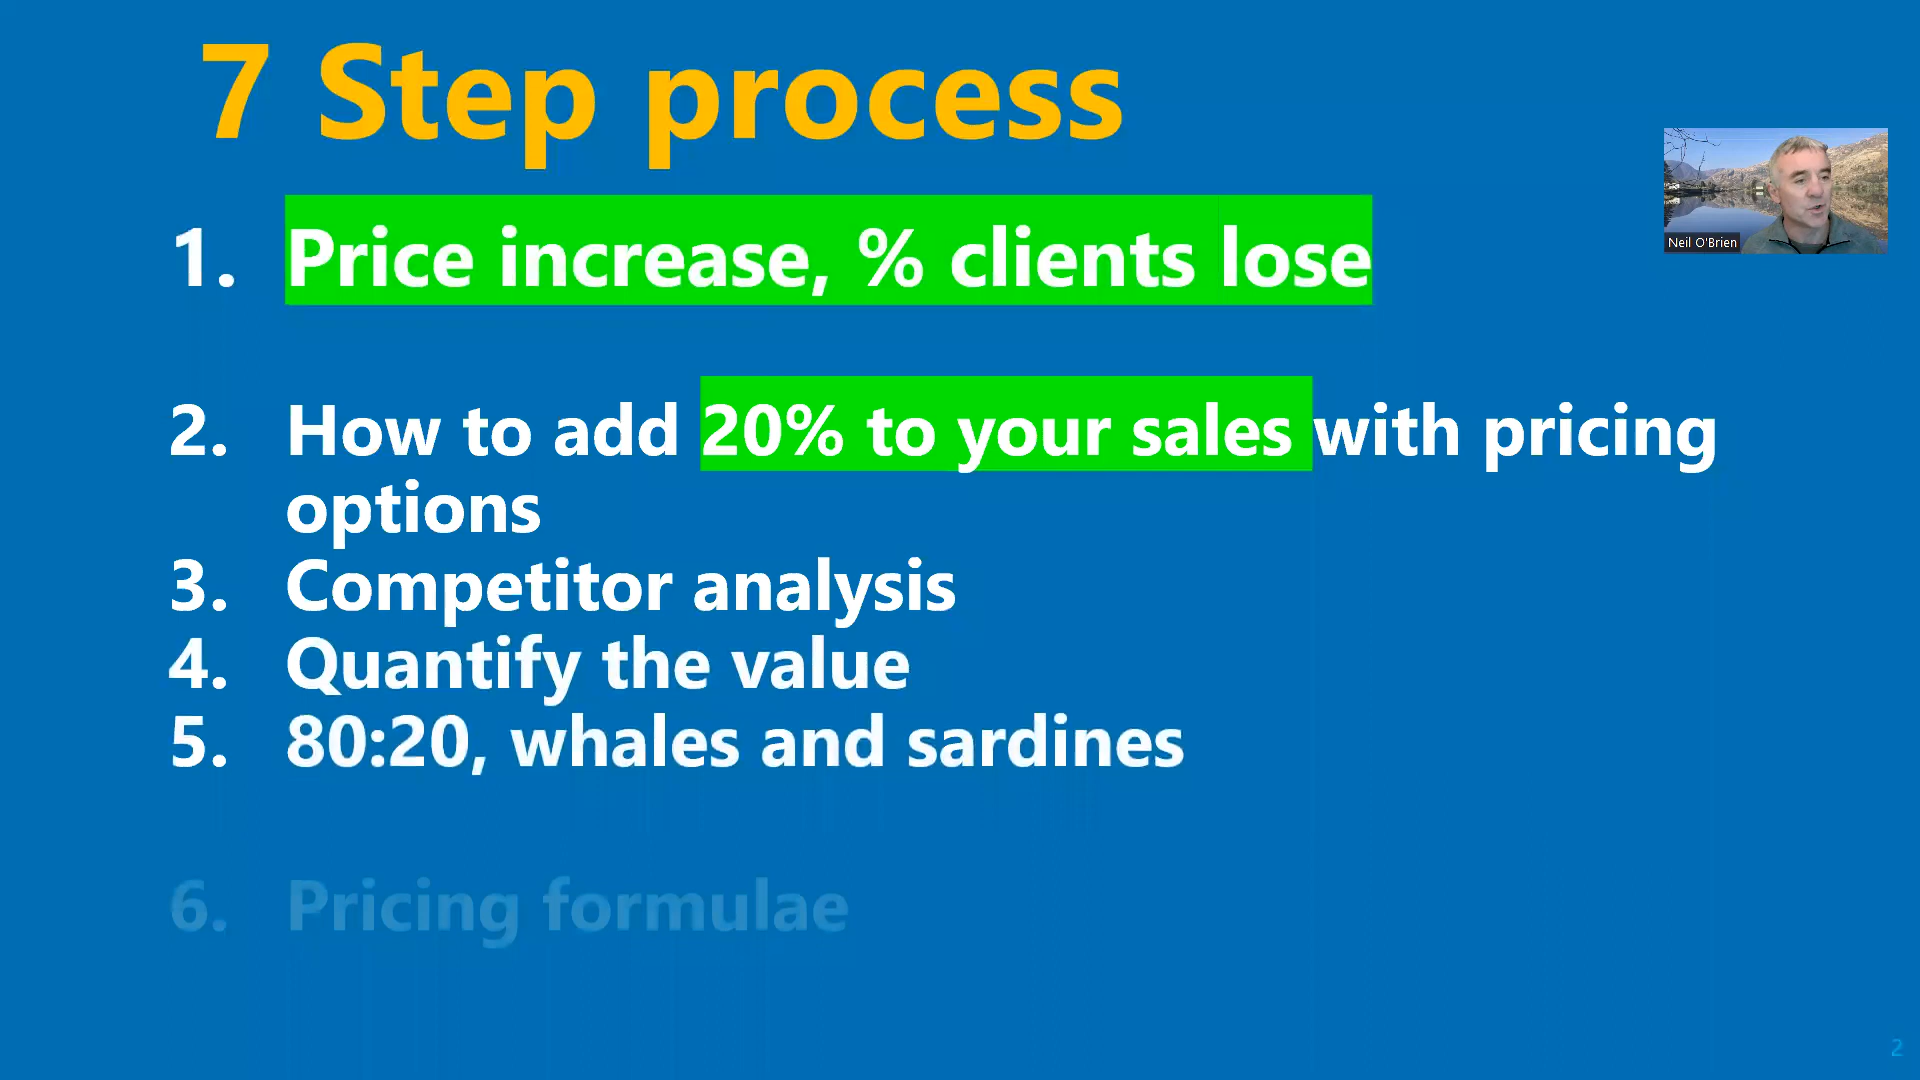 7 Step process
1. Price increase, % clients lose
Neil O'Brien
2. How to add 20% to your sales with pricing
options
3. Competitor analysis
4. Quantify the value
5. 80:20, whales and sardines
6. Pricing formulae
2